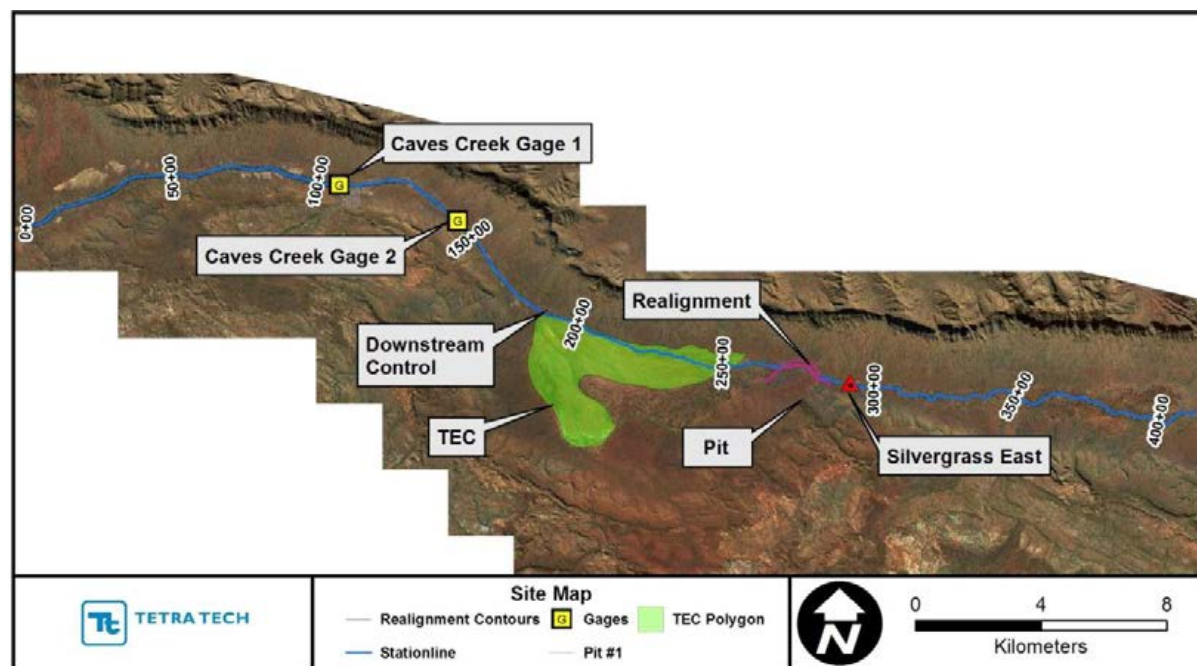 Caves Creek Gage 1
0+00
50+00
100+00
Caves Creek Gage 2
150+00
Downstream
Control
200+00
Realignment
250+00
TEC
Pit
300+00
Silvergrass East
350+00
400+00
Tt
TETRA TECH
Site Map
Realignment Contours
G Gages
TEC Polygon
Stationline
Pit #1
N
0 4 8
Kilometers
G
G